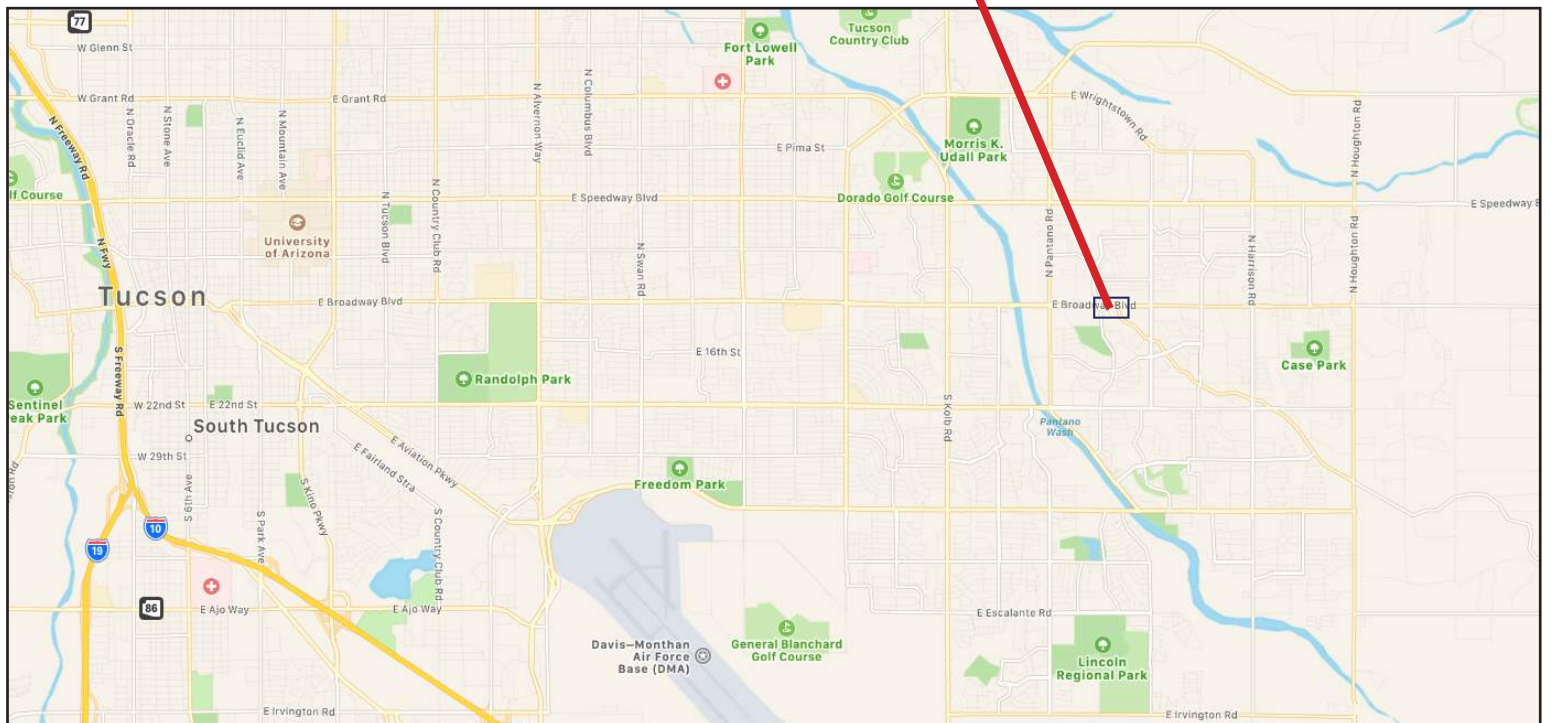 77
W Glenn St
Fort Lowell
Park
Tucson
Country Club
W Grant Rd
E Grant Rd
E Wrightstown Rd
N Freeway Rd
N Oracle Rd
N Stone Ave
N Euclid Ave
N Mountain Ave
N Alvernon Way
N Columbus Blvd
E Pima St
Morris K.
Udall Park
N Houghton Rd
lf Course
N Tucson Blvd
N Country Club Rd
E Speedway Blvd
Dorado Golf Course
E Speedway B
University
of Arizona
N Fwy
N Swan Rd
N Pantano Rd
N Harrison Rd
N Houghton Rd
Tucson
E Broadway Blvd
E Broadway Blvd
S Freeway Rd
E 16th St
Case Park
Randolph Park
Sentinel
eak Park
W 22nd St
E 22nd St
S Kolb Rd
South Tucson
Pantano
Wash
E Aviation Pkwy
E Fairland Stra
W 29th St
Freedom Park
S 6th Ave
S Kino Pkwy
S Park Ave
S Country Club Rd
10
19
86
E Ajo Way
E Ajo Way
E Escalante Rd
Davis–Monthan
Air Force
Base (DMA)
General Blanchard
Golf Course
Lincoln
Regional Park
E Irvington Rd
E Irvington Rd